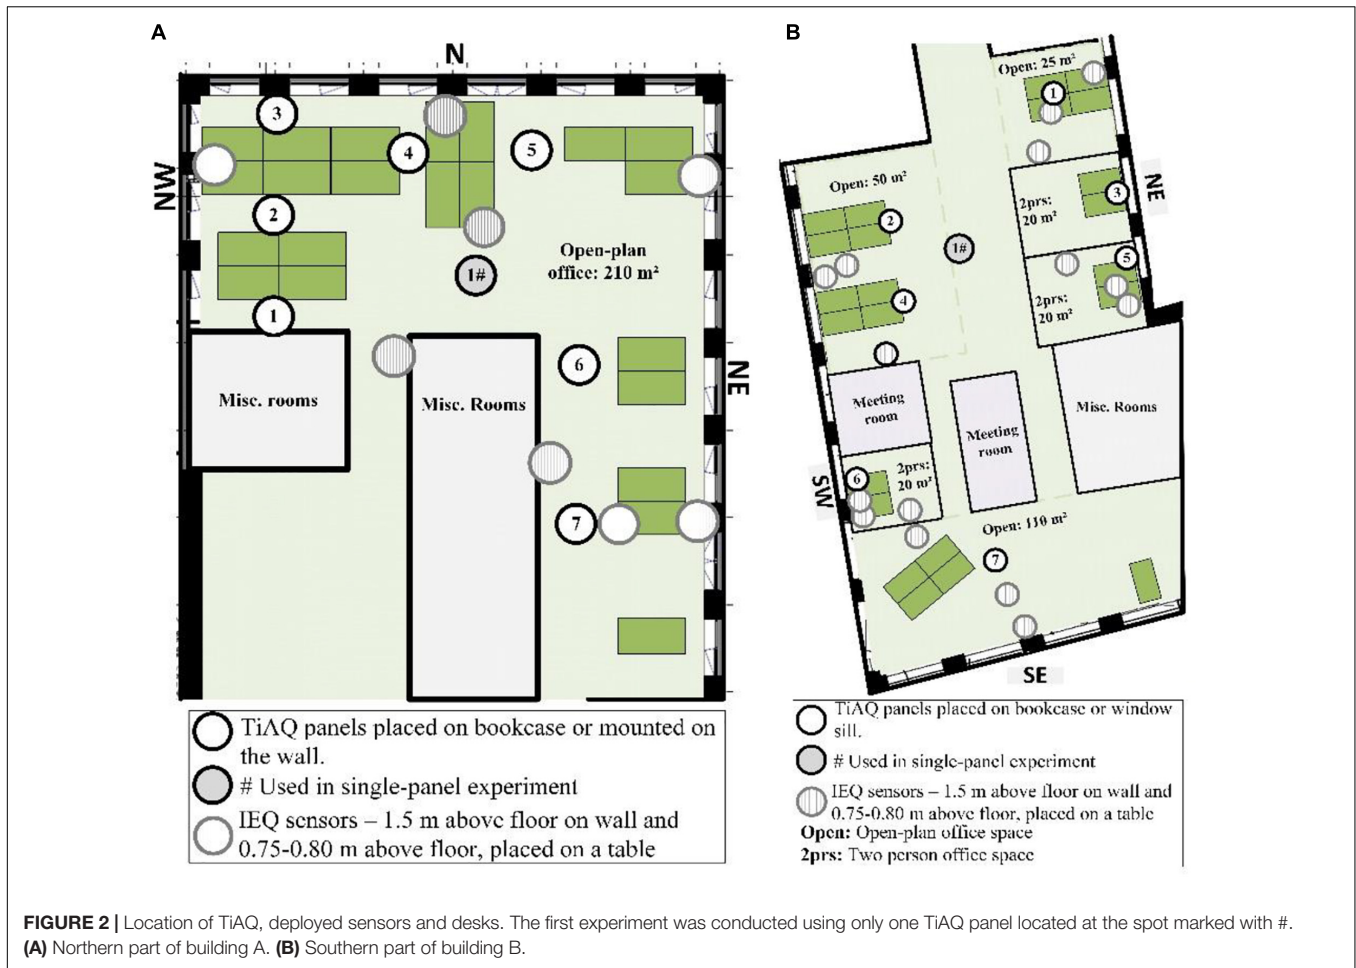 A
N
3
4
5
NW
2
Open-plan
office: 210 m²
1#
1
6
NE
Misc. rooms
Misc. Rooms
7
TiAQ panels placed on bookcase or mounted on
the wall.
# Used in single-panel experiment
IEQ sensors – 1.5 m above floor on wall and
0.75-0.80 m above floor, placed on a table
B
Open: 25 m²
1
Open: 50 m²
NE
3
2prs:
20 m²
2
1#
5
2prs:
20 m²
4
Meeting
room
Misc. Rooms
Meeting
room
2prs:
20 m²
6
SW
Open: 110 m²
7
SE
TiAQ panels placed on bookcase or window
sill.
# Used in single-panel experiment
IEQ sensors – 1.5 m above floor on wall and
0.75-0.80 m above floor, placed on a table
Open: Open-plan office space
2prs: Two person office space
FIGURE 2 | Location of TiAQ, deployed sensors and desks. The first experiment was conducted using only one TiAQ panel located at the spot marked with #.
(A) Northern part of building A. (B) Southern part of building B.